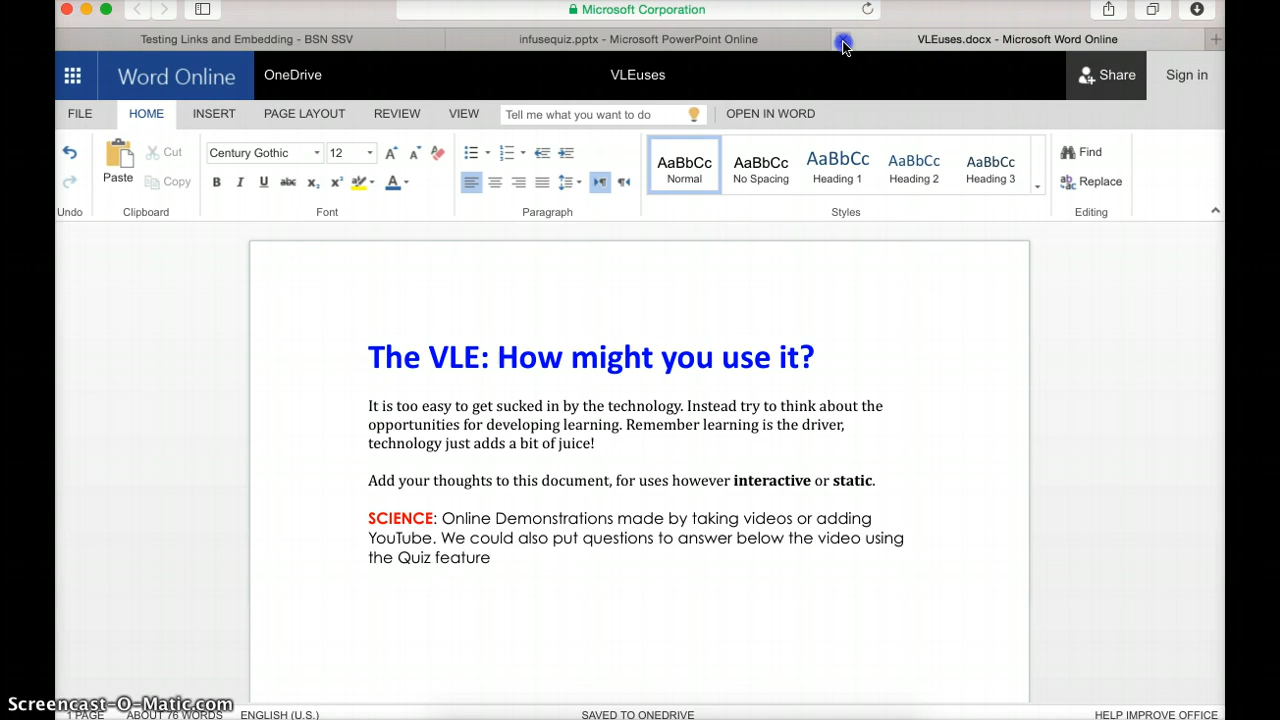 Microsoft Corporation
Testing Links and Embedding - BSN SSV
infusequiz.pptx - Microsoft PowerPoint Online
VLEuses.docx - Microsoft Word Online
Word Online
OneDrive
VLEuses
Share
Sign in
FILE
HOME
INSERT
PAGE LAYOUT
REVIEW
VIEW
Tell me what you want to do
OPEN IN WORD
Paste
Cut
Copy
Century Gothic
12
AaBbCc
Normal
AaBbCc
No Spacing
AaBbCc
Heading 1
AaBbCc
Heading 2
AaBbCc
Heading 3
Find
Replace
Undo
Clipboard
Font
Paragraph
Styles
Editing
The VLE: How might you use it?
It is too easy to get sucked in by the technology. Instead try to think about the
opportunities for developing learning. Remember learning is the driver,
technology just adds a bit of juice!
Add your thoughts to this document, for uses however interactive or static.
SCIENCE: Online Demonstrations made by taking videos or adding
YouTube. We could also put questions to answer below the video using
the Quiz feature
Screencast-O-Matic.com
1 PAGE
ABOUT 76 WORDS
ENGLISH (U.S.)
SAVED TO ONEDRIVE
HELP IMPROVE OFFICE